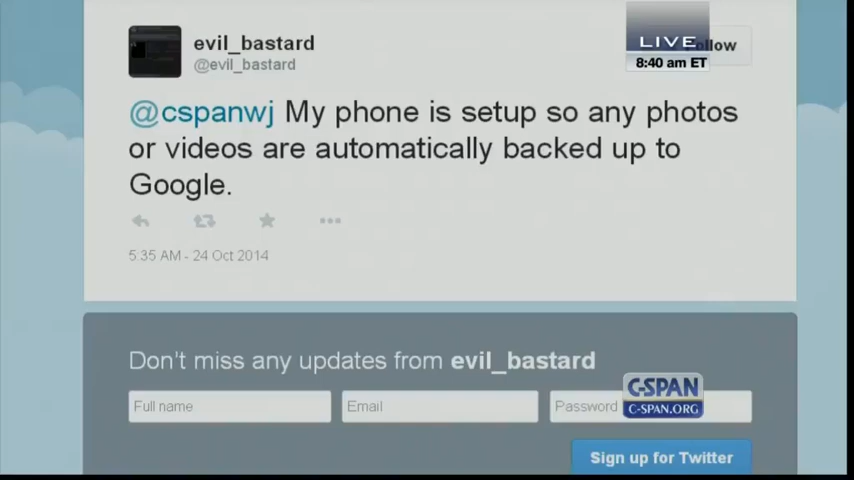 evil_bastard
@evil_bastard
LIVE
8:40 am ET
@cspanwj My phone is setup so any photos
or videos are automatically backed up to
Google.
5:35 AM - 24 Oct 2014
Don't miss any updates from evil_bastard
Full name
Email
Password
C-SPAN
C-SPAN.ORG
Sign up for Twitter